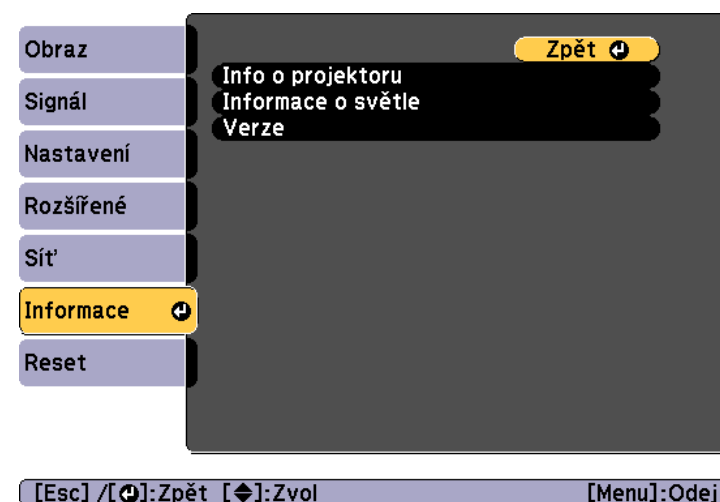 Obraz
Signál
Nastavení
Rozšířené
Síť
Informace
Reset
Zpět
Info o projektoru
Informace o světle
Verze
[Esc] /[ ]:Zpět [ ]:Zvol [Menu]:Odej